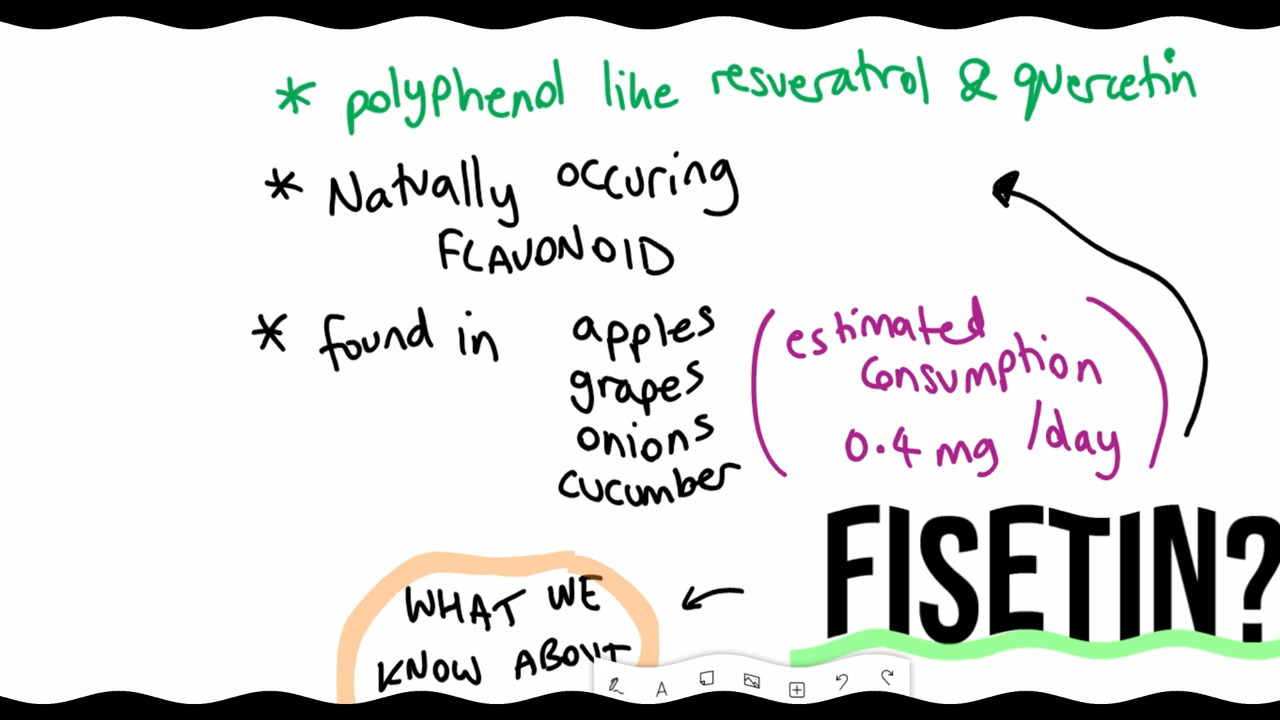 * polyphenol like resveratrol & quercetin
* Natually occuring
FLAVONOID
* found in apples
grapes
onions
cucumber
(estimated
consumption
0.4 mg /day)
FISETIN?
WHAT WE
KNOW ABOUT
A